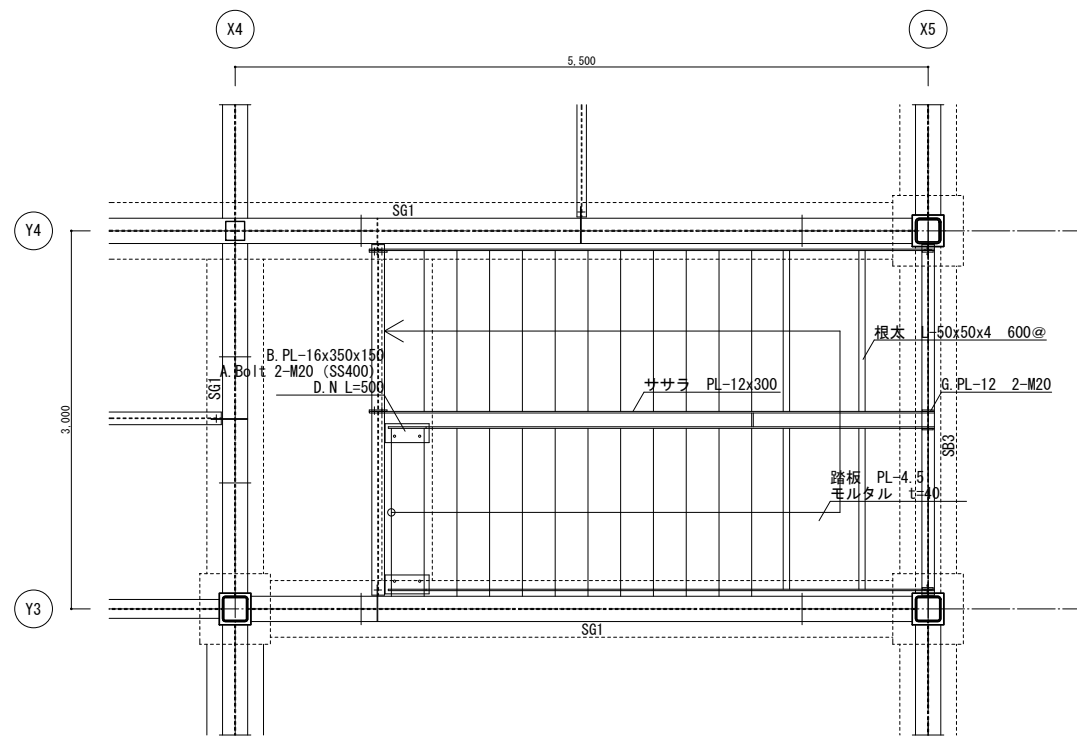 X4
X5
5,500
SG1
Y4
根太 L-50x50x4 600@
B.PL-16x350x150
A.Bolt 2-M20 (SS400)
D.N L=500
ササラ PL-12x300
G.PL-12 2-M20
SG1
3,000
SB3
踏板 PL-4.5
モルタル t=40
Y3
SG1